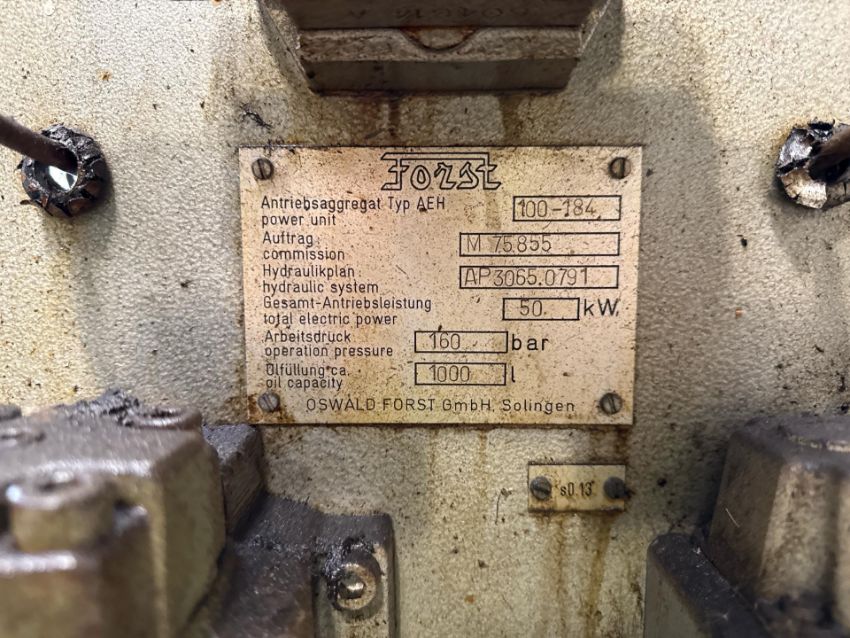 Forst
Antriebsaggregat Typ AEH 100-184
power unit
Auftrag M 75.855
commission
Hydraulikplan AP3065.0791
hydraulic system
Gesamt-Antriebsleistung 50 kW
total electric power
Arbeitsdruck 160 bar
operation pressure
Ölfüllung ca. 1000 l
oil capacity
OSWALD FORST GmbH, Solingen
s0.13